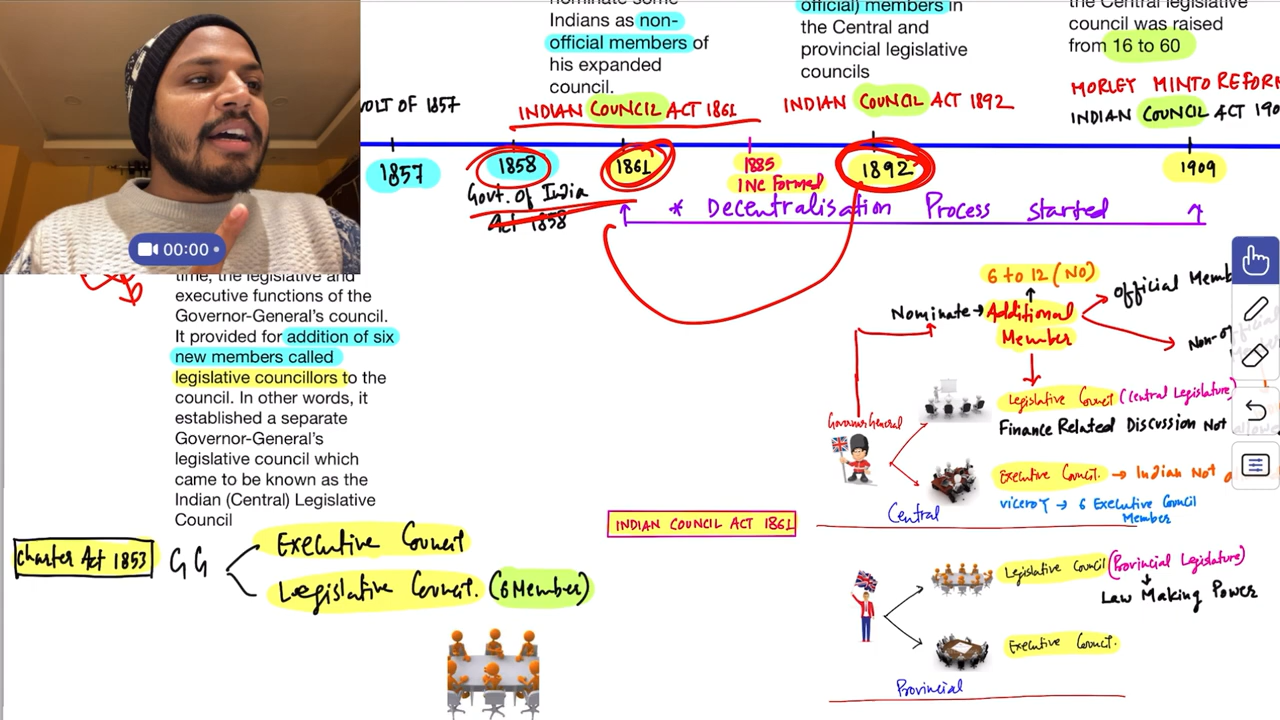 nominate some
Indians as non-
official members of
his expanded
council.
official) members in
the Central and
provincial legislative
councils
the Central legislative
council was raised
from 16 to 60
VOLT OF 1857
INDIAN COUNCIL ACT 1861
INDIAN COUNCIL ACT 1892
MORLEY MINTO REFORM
INDIAN COUNCIL ACT 190
1857
1858
Govt. of India
Act 1858
1861
1885
INC Formed
1892
1909
* Decentralisation Process started
00:00
time, the legislative and
executive functions of the
Governor-General's council.
It provided for addition of six
new members called
legislative councillors to the
council. In other words, it
established a separate
Governor-General's
legislative council which
came to be known as the
Indian (Central) Legislative
Council
Charter Act 1853
GG
Executive Council
Legislative Council. (6 Member)
INDIAN COUNCIL ACT 1861
6 to 12 (NO)
Nominate → Additional
Member
Official Memb
Non-of
Governor General
Legislative Council (Central Legislature)
Finance Related Discussion Not
Executive Council. → Indian Not
viceroy → 6 Executive Council
Member
Central
Legislative Council (Provincial Legislature)
Law Making Power
Executive Council.
Provincial